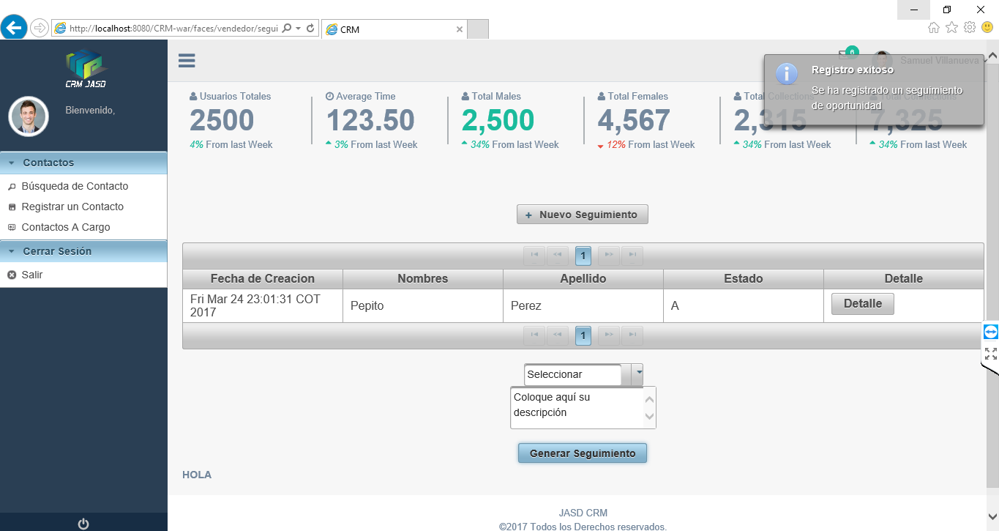 http://localhost:8080/CRM-war/faces/vendedor/segui
CRM
CRM JASD
Bienvenido,
Contactos
Búsqueda de Contacto
Registrar un Contacto
Contactos A Cargo
Cerrar Sesión
Salir
6
Samuel Villanueva
Registro exitoso
Se ha registrado un seguimiento
de oportunidad
Usuarios Totales
2500
4% From last Week
Average Time
123.50
3% From last Week
Total Males
2,500
34% From last Week
Total Females
4,567
12% From last Week
Total Collections
2,315
34% From last Week
Total Connections
7,325
34% From last Week
+ Nuevo Seguimiento
1
Fecha de Creacion Nombres Apellido Estado Detalle
Fri Mar 24 23:01:31 COT
2017
Pepito Perez A Detalle
1
Seleccionar
Coloque aquí su
descripción
Generar Seguimiento
HOLA
JASD CRM
©2017 Todos los Derechos reservados.